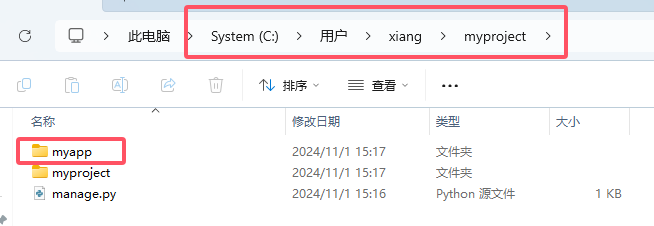 此电脑 > System (C:) > 用户 > xiang > myproject >
排序 查看 ...
名称 修改日期 类型 大小
myapp 2024/11/1 15:17 文件夹
myproject 2024/11/1 15:17 文件夹
manage.py 2024/11/1 15:16 Python 源文件 1 KB